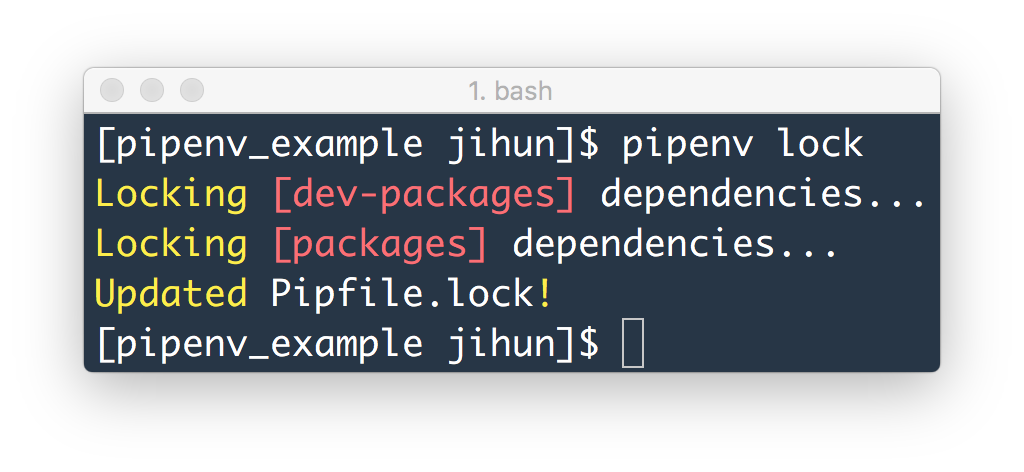 1. bash
[pipenv_example jihun]$ pipenv lock
Locking [dev-packages] dependencies...
Locking [packages] dependencies...
Updated Pipfile.lock!
[pipenv_example jihun]$